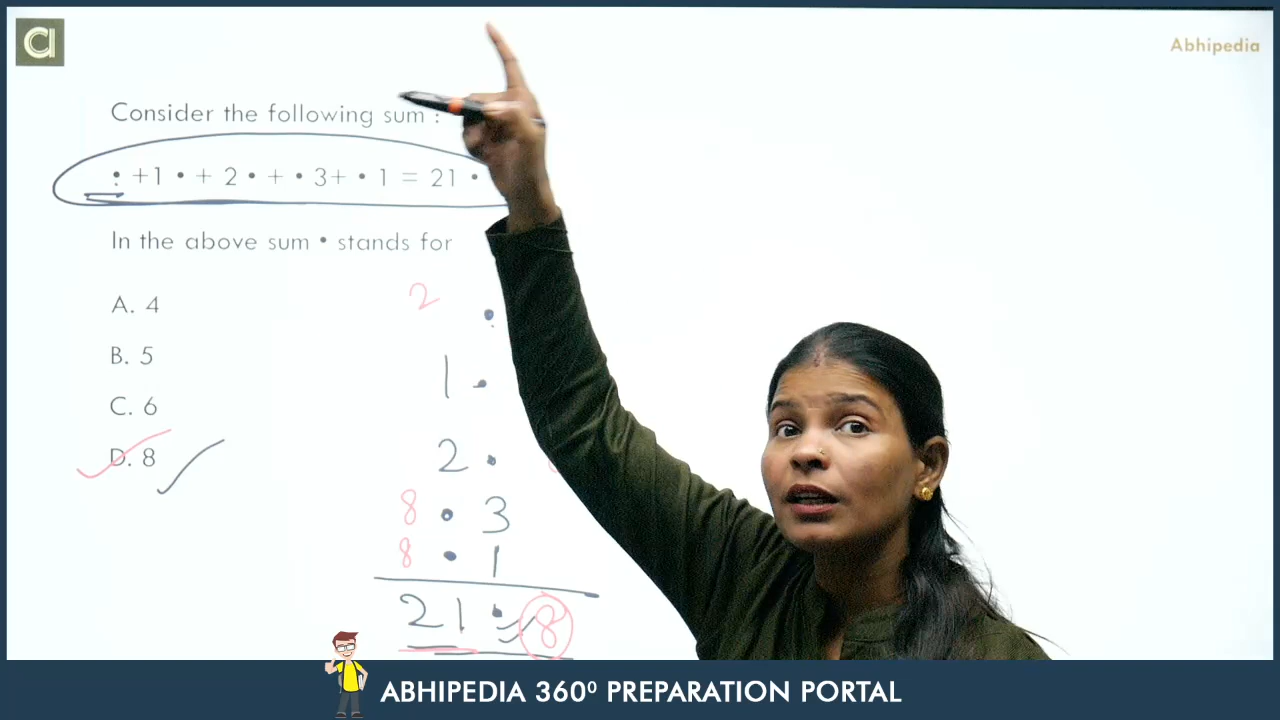 Abhipedia
Consider the following sum :
• +1 • + 2 • + • 3+ • 1 = 21 •
In the above sum • stands for
A. 4
B. 5
C. 6
D. 8
2 •
1 •
2 •
8 • 3
8 • 1
21 • 8
ABHIPEDIA 360⁰ PREPARATION PORTAL